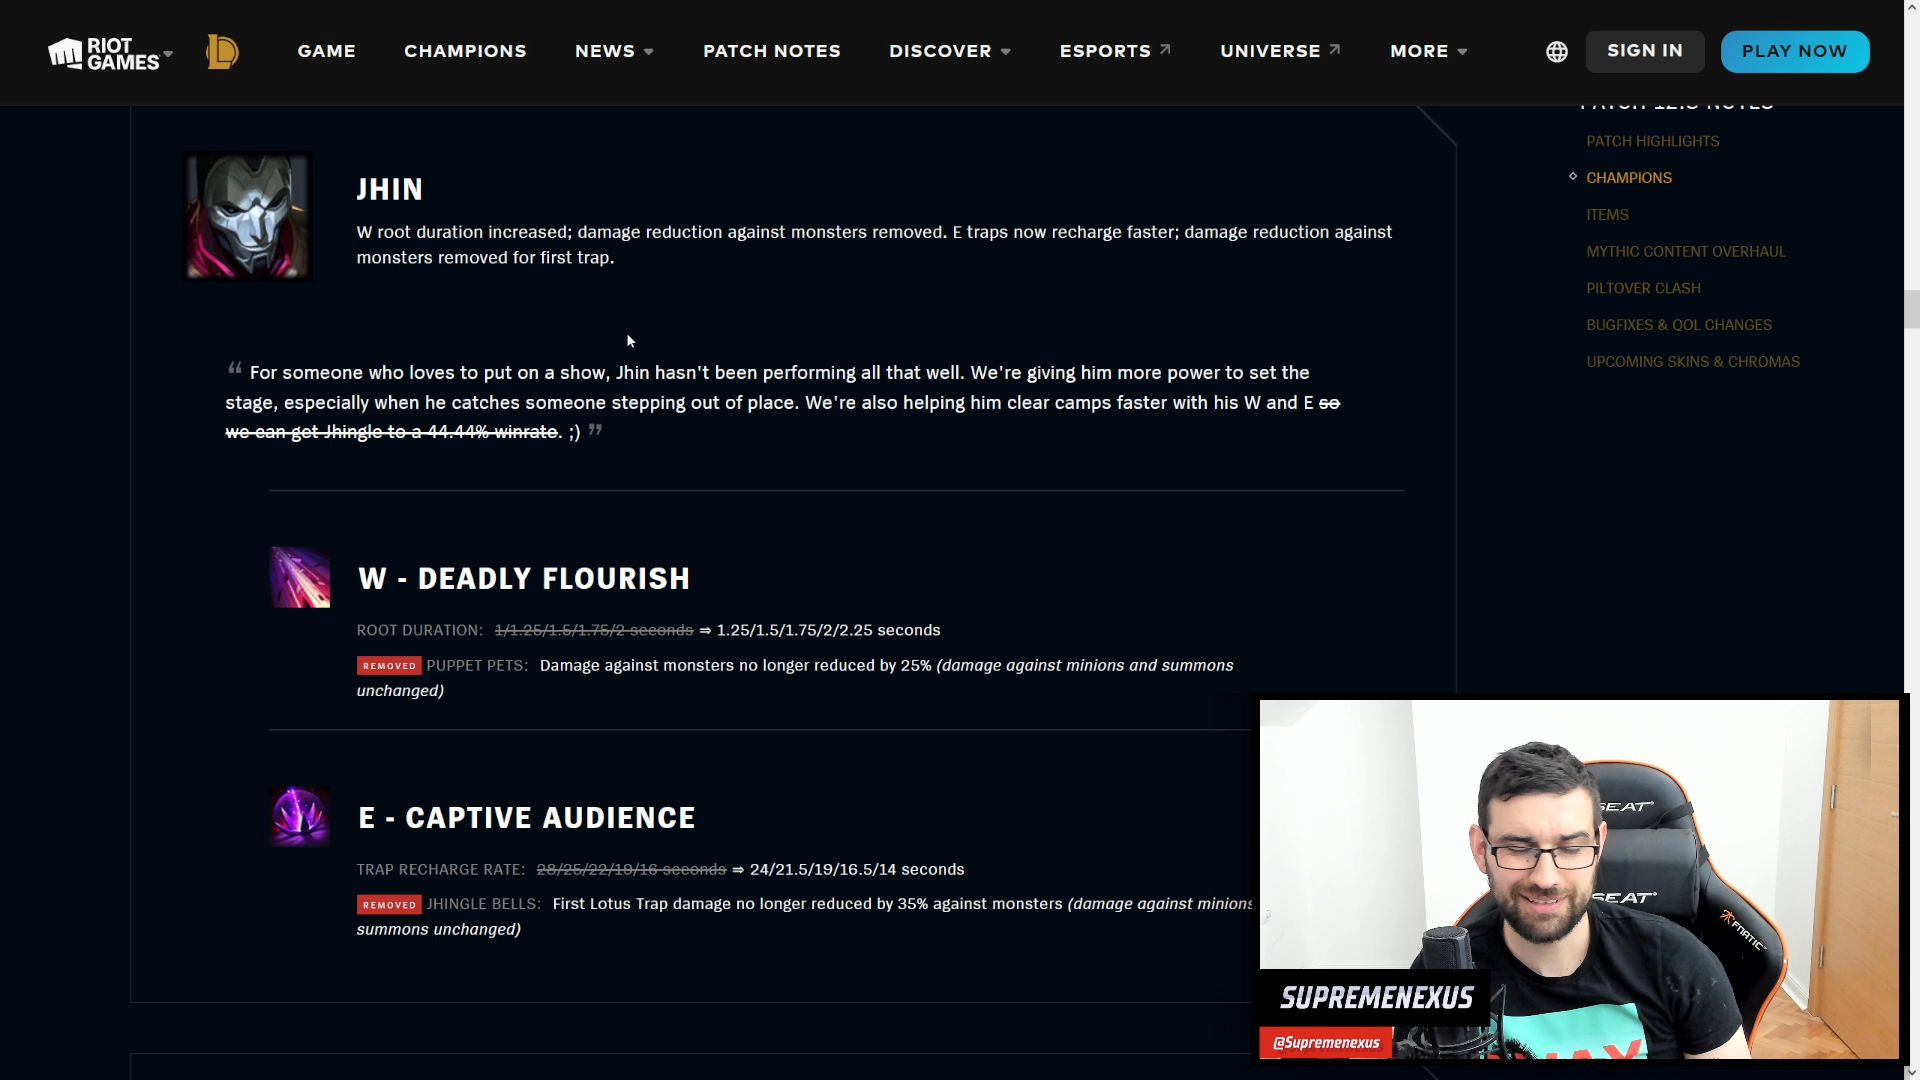 RIOT GAMES
GAME
CHAMPIONS
NEWS
PATCH NOTES
DISCOVER
ESPORTS
UNIVERSE
MORE
SIGN IN
PLAY NOW
JHIN
W root duration increased; damage reduction against monsters removed. E traps now recharge faster; damage reduction against
monsters removed for first trap.
“ For someone who loves to put on a show, Jhin hasn't been performing all that well. We're giving him more power to set the
stage, especially when he catches someone stepping out of place. We're also helping him clear camps faster with his W and E so
we can get Jhingle to a 44.44% winrate. ;) ”
W - DEADLY FLOURISH
ROOT DURATION: 1/1.25/1.5/1.75/2 seconds ⇒ 1.25/1.5/1.75/2/2.25 seconds
REMOVED PUPPET PETS: Damage against monsters no longer reduced by 25% (damage against minions and summons
unchanged)
E - CAPTIVE AUDIENCE
TRAP RECHARGE RATE: 28/25/22/19/16 seconds ⇒ 24/21.5/19/16.5/14 seconds
REMOVED JHINGLE BELLS: First Lotus Trap damage no longer reduced by 35% against monsters (damage against minions
summons unchanged)
PATCH 12.5 NOTES
PATCH HIGHLIGHTS
CHAMPIONS
ITEMS
MYTHIC CONTENT OVERHAUL
PILTOVER CLASH
BUGFIXES & QOL CHANGES
UPCOMING SKINS & CHROMAS
SEAT
SEAT
FNATIC
SUPREMENEXUS
@Supremenexus